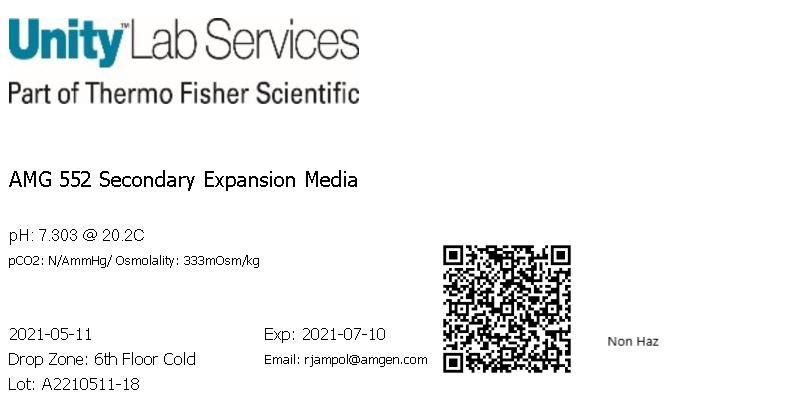 Unity™ Lab Services
Part of Thermo Fisher Scientific
AMG 552 Secondary Expansion Media
pH: 7.303 @ 20.2C
pCO2: N/AmmHg/ Osmolality: 333mOsm/kg
2021-05-11 Exp: 2021-07-10
Drop Zone: 6th Floor Cold Email: rjampol@amgen.com
Non Haz
Lot: A2210511-18